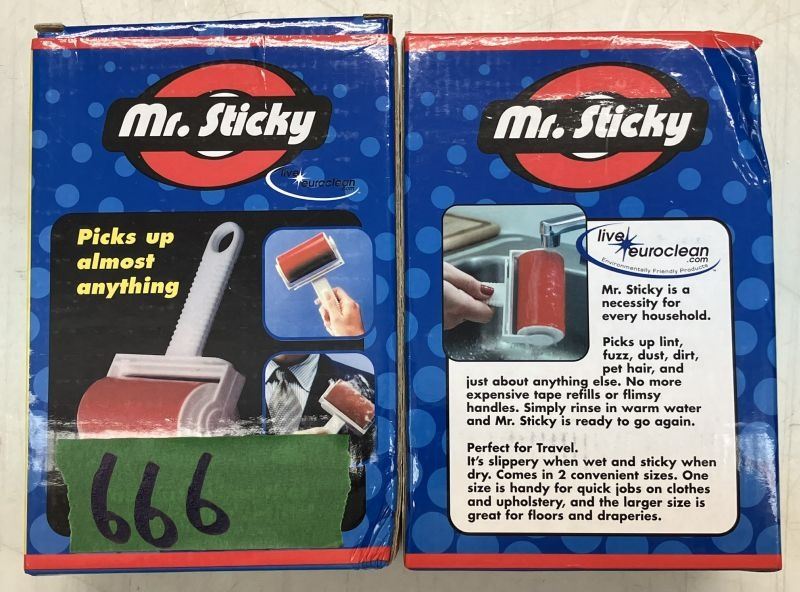 Mr. Sticky
live
euroclean
Picks up
almost
anything
666
Mr. Sticky
live
euroclean
.com
Environmentally Friendly Products
Mr. Sticky is a
necessity for
every household.
Picks up lint,
fuzz, dust, dirt,
pet hair, and
just about anything else. No more
expensive tape refills or flimsy
handles. Simply rinse in warm water
and Mr. Sticky is ready to go again.
Perfect for Travel.
It's slippery when wet and sticky when
dry. Comes in 2 convenient sizes. One
size is handy for quick jobs on clothes
and upholstery, and the larger size is
great for floors and draperies.